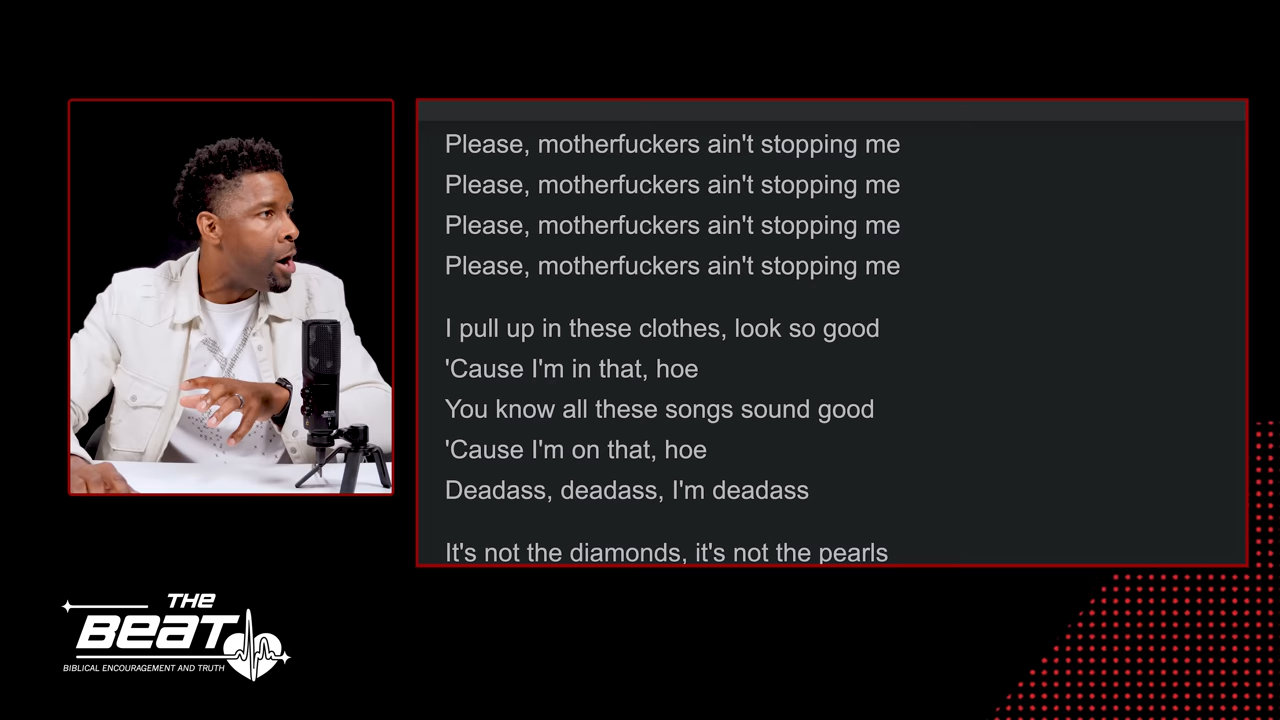 Please, motherfuckers ain't stopping me
Please, motherfuckers ain't stopping me
Please, motherfuckers ain't stopping me
Please, motherfuckers ain't stopping me
I pull up in these clothes, look so good
'Cause I'm in that, hoe
You know all these songs sound good
'Cause I'm on that, hoe
Deadass, deadass, I'm deadass
It's not the diamonds, it's not the pearls
THE
BEAT
BIBLICAL ENCOURAGEMENT AND TRUTH